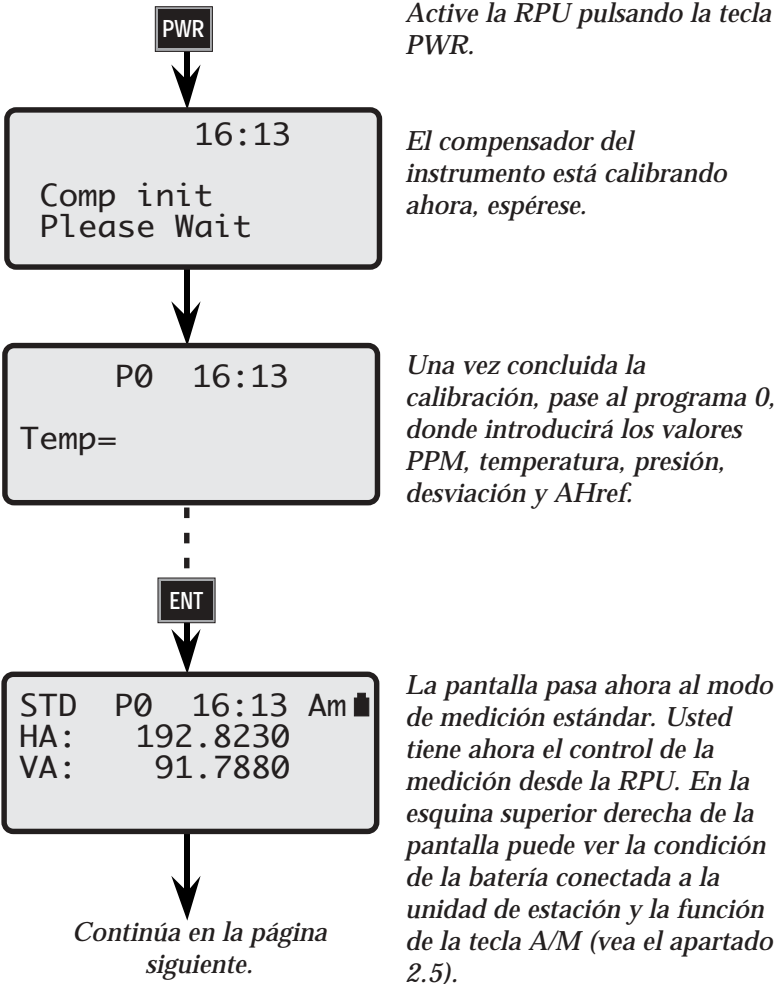 PWR
Active la RPU pulsando la tecla
PWR.
16:13
Comp init
Please Wait
El compensador del
instrumento está calibrando
ahora, espérese.
P0 16:13
Temp=
Una vez concluida la
calibración, pase al programa 0,
donde introducirá los valores
PPM, temperatura, presión,
desviación y AHref.
ENT
STD P0 16:13 Am
HA: 192.8230
VA: 91.7880
La pantalla pasa ahora al modo
de medición estándar. Usted
tiene ahora el control de la
medición desde la RPU. En la
esquina superior derecha de la
pantalla puede ver la condición
de la batería conectada a la
unidad de estación y la función
de la tecla A/M (vea el apartado
2.5).
Continúa en la página
siguiente.